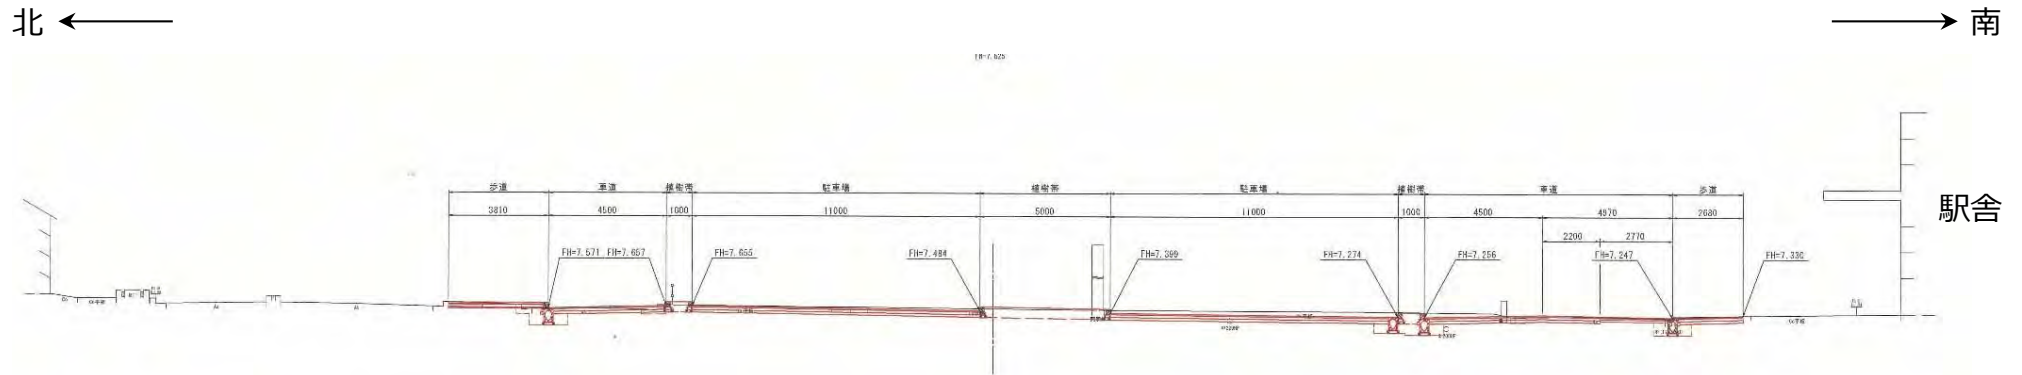 北
南
FH=7.625
歩道 車道 植樹帯 駐車場 植樹帯 駐車場 植樹帯 車道 歩道
3810 4500 1000 11000 5000 11000 1000 4500 4970 2680
2200 2770
FH=7.571 FH=7.657 FH=7.655 FH=7.484 FH=7.399 FH=7.274 FH=7.256 FH=7.247 FH=7.330
駅舎